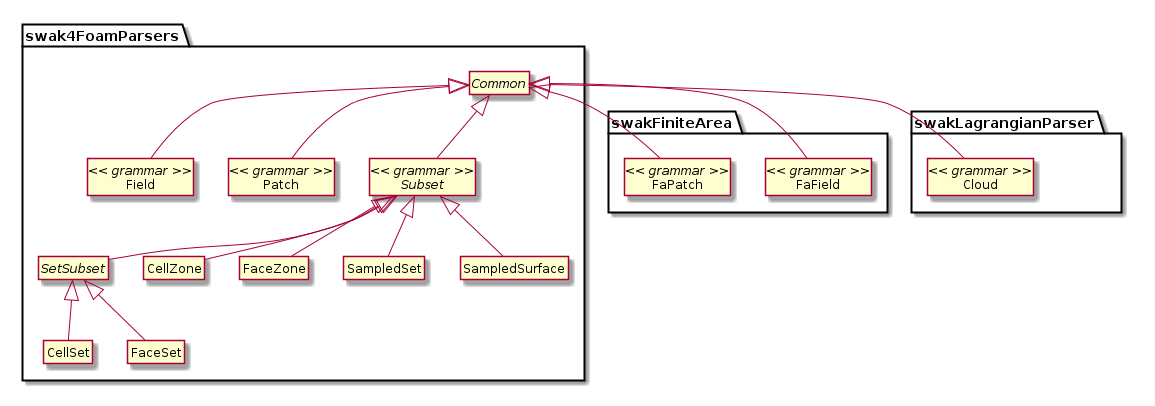 swak4FoamParsers
Common
swakFiniteArea
swakLagrangianParser
<< grammar >>
Field
<< grammar >>
Patch
<< grammar >>
Subset
<< grammar >>
FaPatch
<< grammar >>
FaField
<< grammar >>
Cloud
SetSubset
CellZone
FaceZone
SampledSet
SampledSurface
CellSet
FaceSet